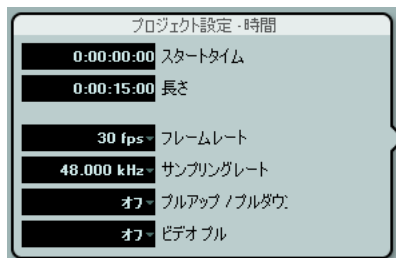 プロジェクト設定 - 時間
0:00:00:00 スタートタイム
0:00:15:00 長さ
30 fps フレームレート
48.000 kHz サンプリングレート
オフ プルアップ / プルダウ
オフ ビデオ プル